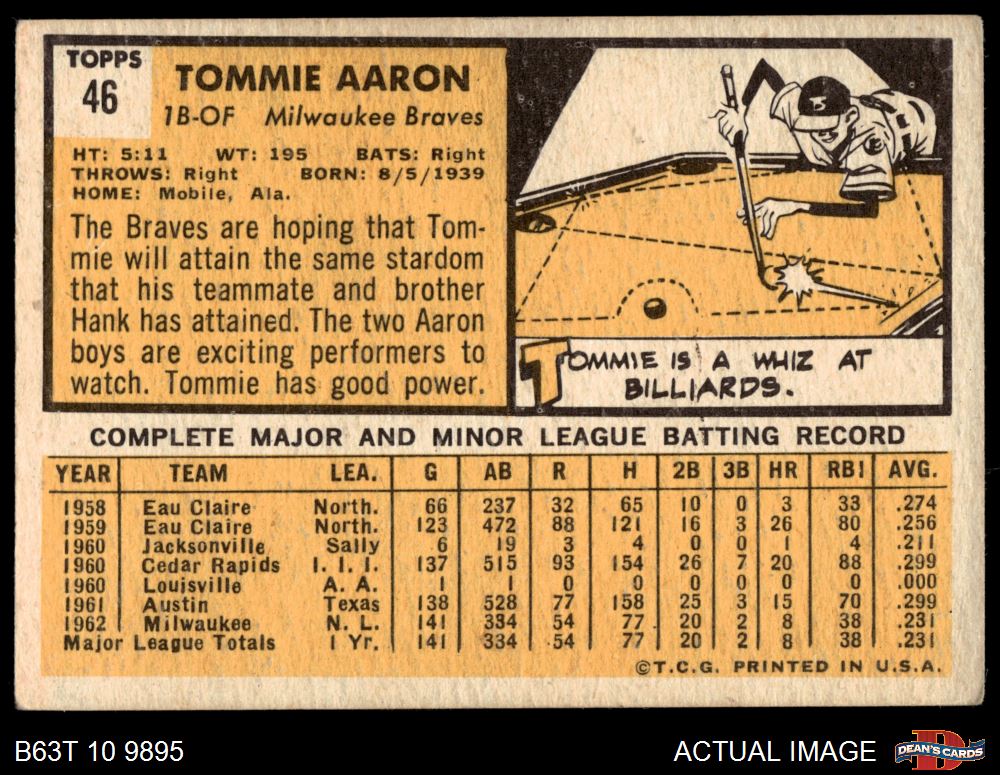 TOPPS
46
TOMMIE AARON
1B-OF Milwaukee Braves
HT: 5:11 WT: 195 BATS: Right
THROWS: Right BORN: 8/5/1939
HOME: Mobile, Ala.
The Braves are hoping that Tom-
mie will attain the same stardom
that his teammate and brother
Hank has attained. The two Aaron
boys are exciting performers to
watch. Tommie has good power.
TOMMIE IS A WHIZ AT
BILLIARDS.
COMPLETE MAJOR AND MINOR LEAGUE BATTING RECORD
YEAR TEAM LEA. G AB R H 2B 3B HR RBI AVG.
1958 Eau Claire North. 66 237 32 65 10 0 3 33 .274
1959 Eau Claire North. 123 472 88 121 16 3 26 80 .256
1960 Jacksonville Sally 6 19 3 4 0 0 1 4 .211
1960 Cedar Rapids I. I. I. 137 515 93 154 26 7 20 88 .299
1960 Louisville A. A. 1 1 0 0 0 0 0 0 .000
1961 Austin Texas 138 528 77 158 25 3 15 70 .299
1962 Milwaukee N. L. 141 334 54 77 20 2 8 38 .231
Major League Totals 1 Yr. 141 334 54 77 20 2 8 38 .231
©T.C.G. PRINTED IN U.S.A.
B63T 10 9895
ACTUAL IMAGE
DEAN'S CARDS